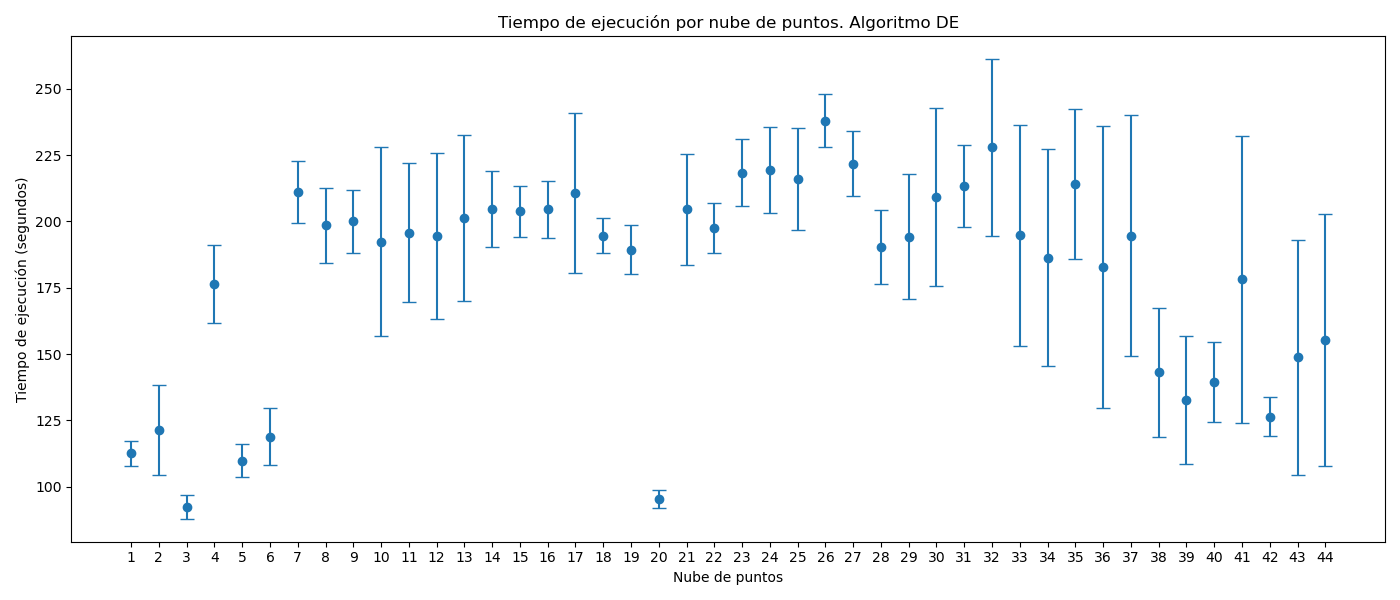 Tiempo de ejecución por nube de puntos. Algoritmo DE
Tiempo de ejecución (segundos)
250
225
200
175
150
125
100
1 2 3 4 5 6 7 8 9 10 11 12 13 14 15 16 17 18 19 20 21 22 23 24 25 26 27 28 29 30 31 32 33 34 35 36 37 38 39 40 41 42 43 44
Nube de puntos